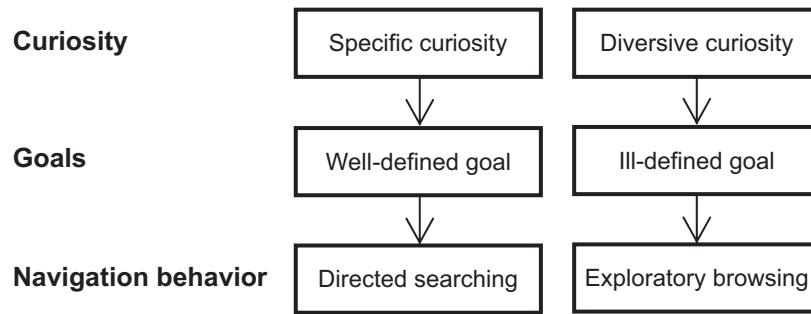 Curiosity
Specific curiosity
Diversive curiosity
Goals
Well-defined goal
Ill-defined goal
Navigation behavior
Directed searching
Exploratory browsing